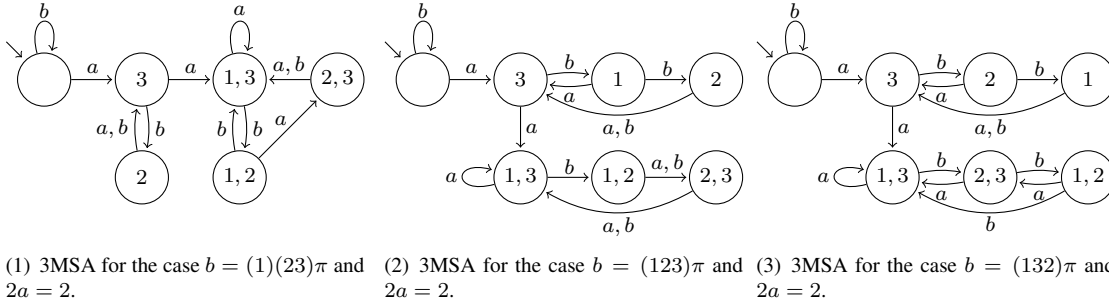 b
a
b
b
a
3
a
1, 3
a, b
2, 3
a
3
b
a
1
b
2
a
3
b
a
2
b
1
a, b
b
b
b
a
a, b
a, b
a
a
2
1, 2
a
1, 3
b
1, 2
a, b
2, 3
a
1, 3
b
a
2, 3
b
a
1, 2
a, b
b
(1) 3MSA for the case b = (1)(23)π and
2a = 2.
(2) 3MSA for the case b = (123)π and
2a = 2.
(3) 3MSA for the case b = (132)π and
2a = 2.